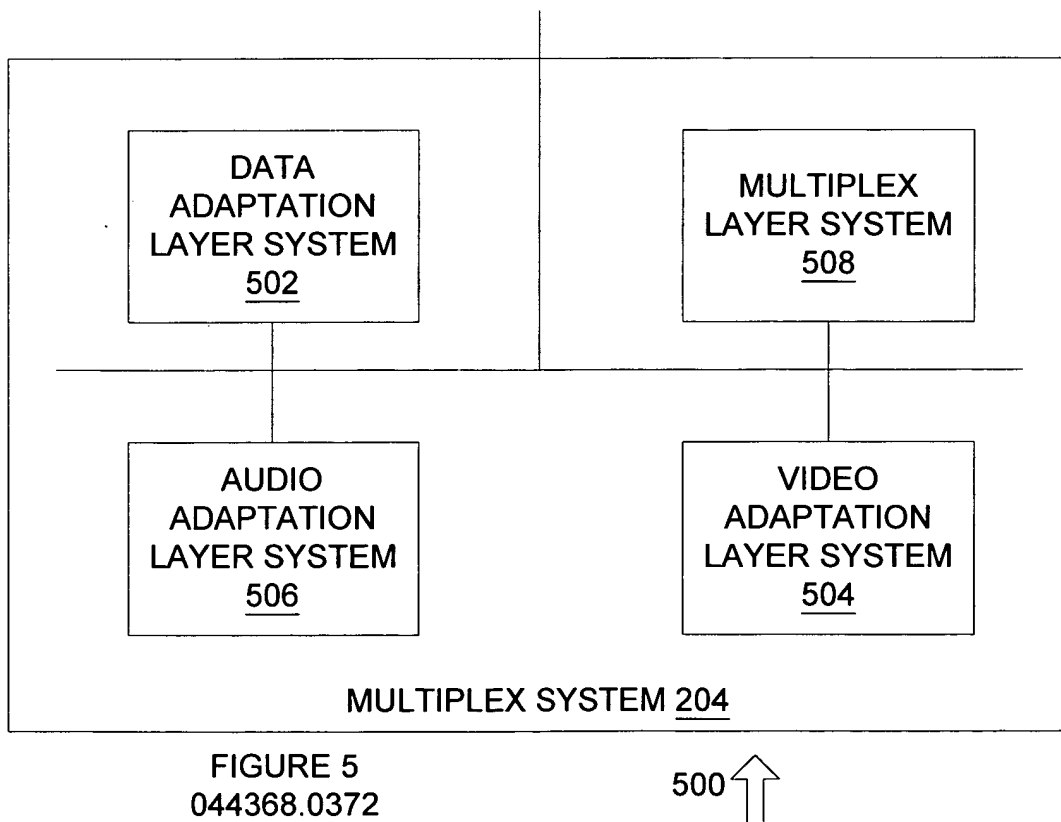 DATA
ADAPTATION
LAYER SYSTEM
502
MULTIPLEX
LAYER SYSTEM
508
AUDIO
ADAPTATION
LAYER SYSTEM
506
VIDEO
ADAPTATION
LAYER SYSTEM
504
MULTIPLEX SYSTEM 204
FIGURE 5
044368.0372
500